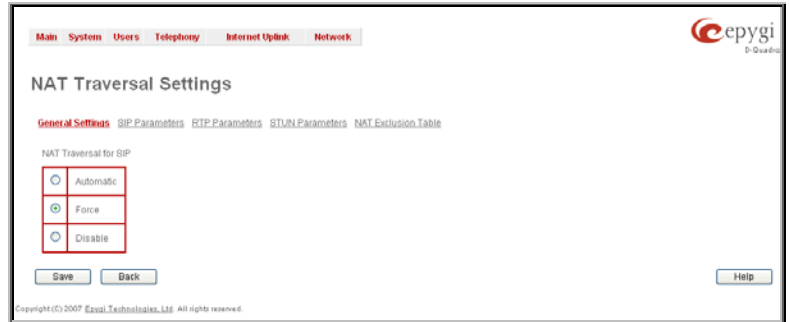 Main System Users Telephony Internet Uplink Network
epygi
D-Quadro
NAT Traversal Settings
General Settings SIP Parameters RTP Parameters STUN Parameters NAT Exclusion Table
NAT Traversal for SIP
Automatic
Force
Disable
Save Back Help
Copyright (C) 2007 Epygi Technologies, Ltd. All rights reserved.